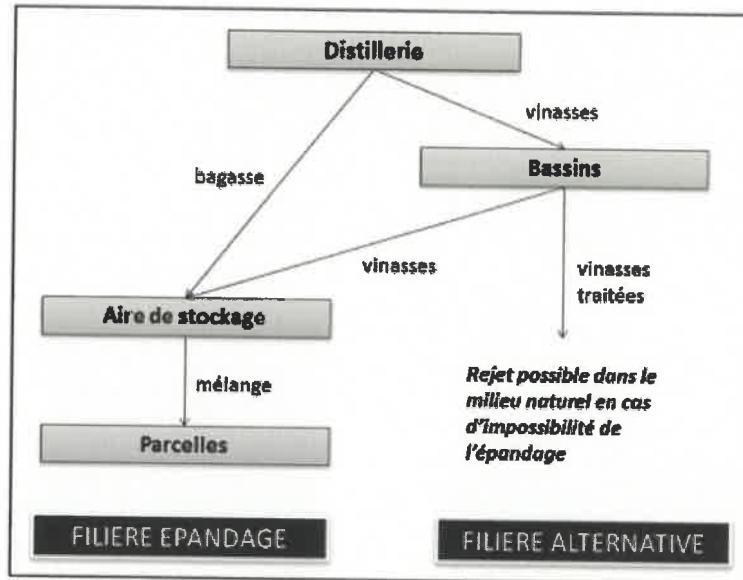 Distillerie
vinasses
bagasse
Bassins
vinasses
vinasses
traitées
Aire de stockage
mélange
Rejet possible dans le
milieu naturel en cas
d'impossibilité de
l'épandage
Parcelles
FILIERE EPANDAGE
FILIERE ALTERNATIVE